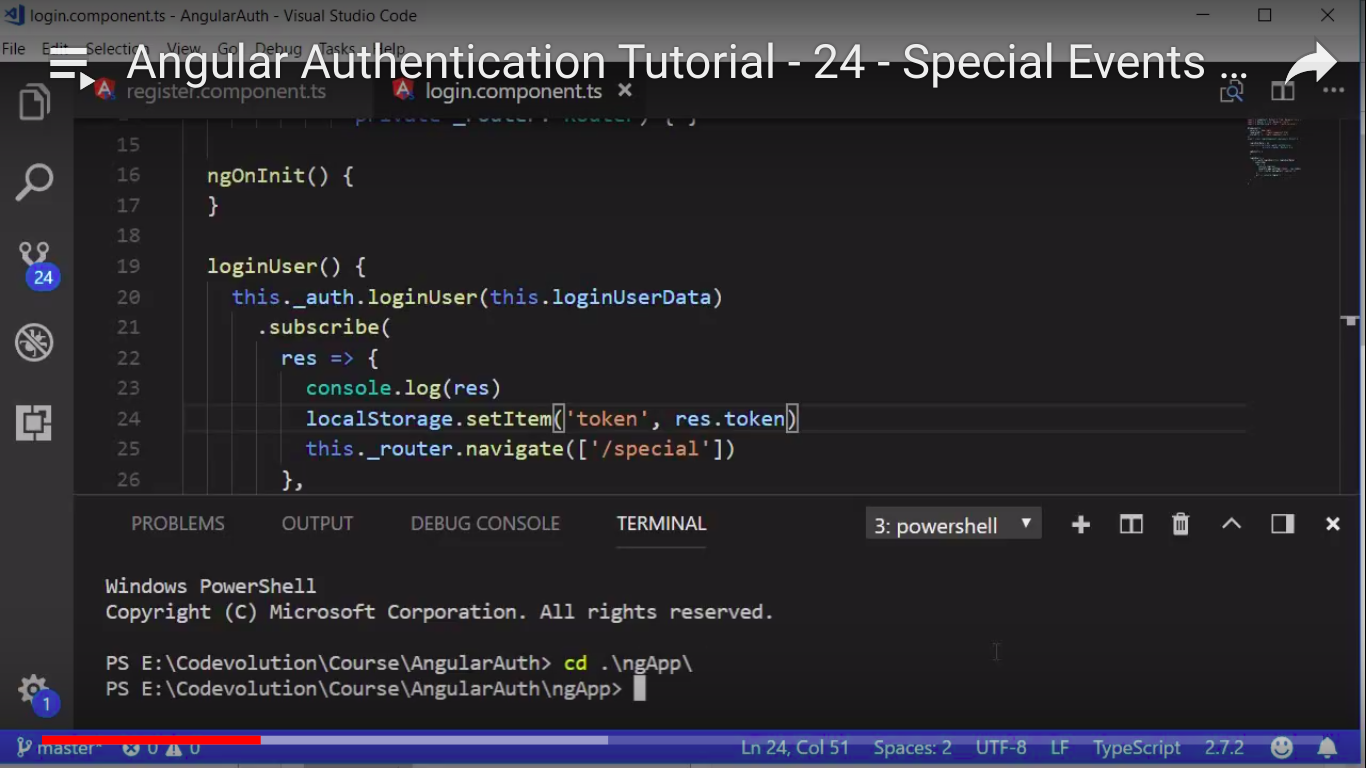 login.component.ts - AngularAuth - Visual Studio Code
File Edit Selection View Go Debug Tasks Help
Angular Authentication Tutorial - 24 - Special Events ...
register.component.ts login.component.ts
private _router: Router) { }
15
16 ngOnInit() {
17 }
18
19 loginUser() {
20 this._auth.loginUser(this.loginUserData)
21 .subscribe(
22 res => {
23 console.log(res)
24 localStorage.setItem('token', res.token)
25 this._router.navigate(['/special'])
26 },
24
PROBLEMS OUTPUT DEBUG CONSOLE TERMINAL 3: powershell
Windows PowerShell
Copyright (C) Microsoft Corporation. All rights reserved.
PS E:\Codevolution\Course\AngularAuth> cd .\ngApp\
PS E:\Codevolution\Course\AngularAuth\ngApp>
1
master* 0 0 Ln 24, Col 51 Spaces: 2 UTF-8 LF TypeScript 2.7.2